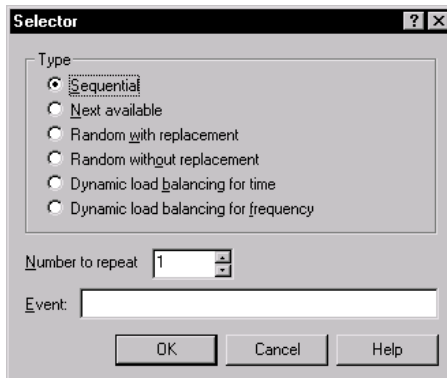 Selector
Type
Sequential
Next available
Random with replacement
Random without replacement
Dynamic load balancing for time
Dynamic load balancing for frequency
Number to repeat 1
Event:
OK Cancel Help